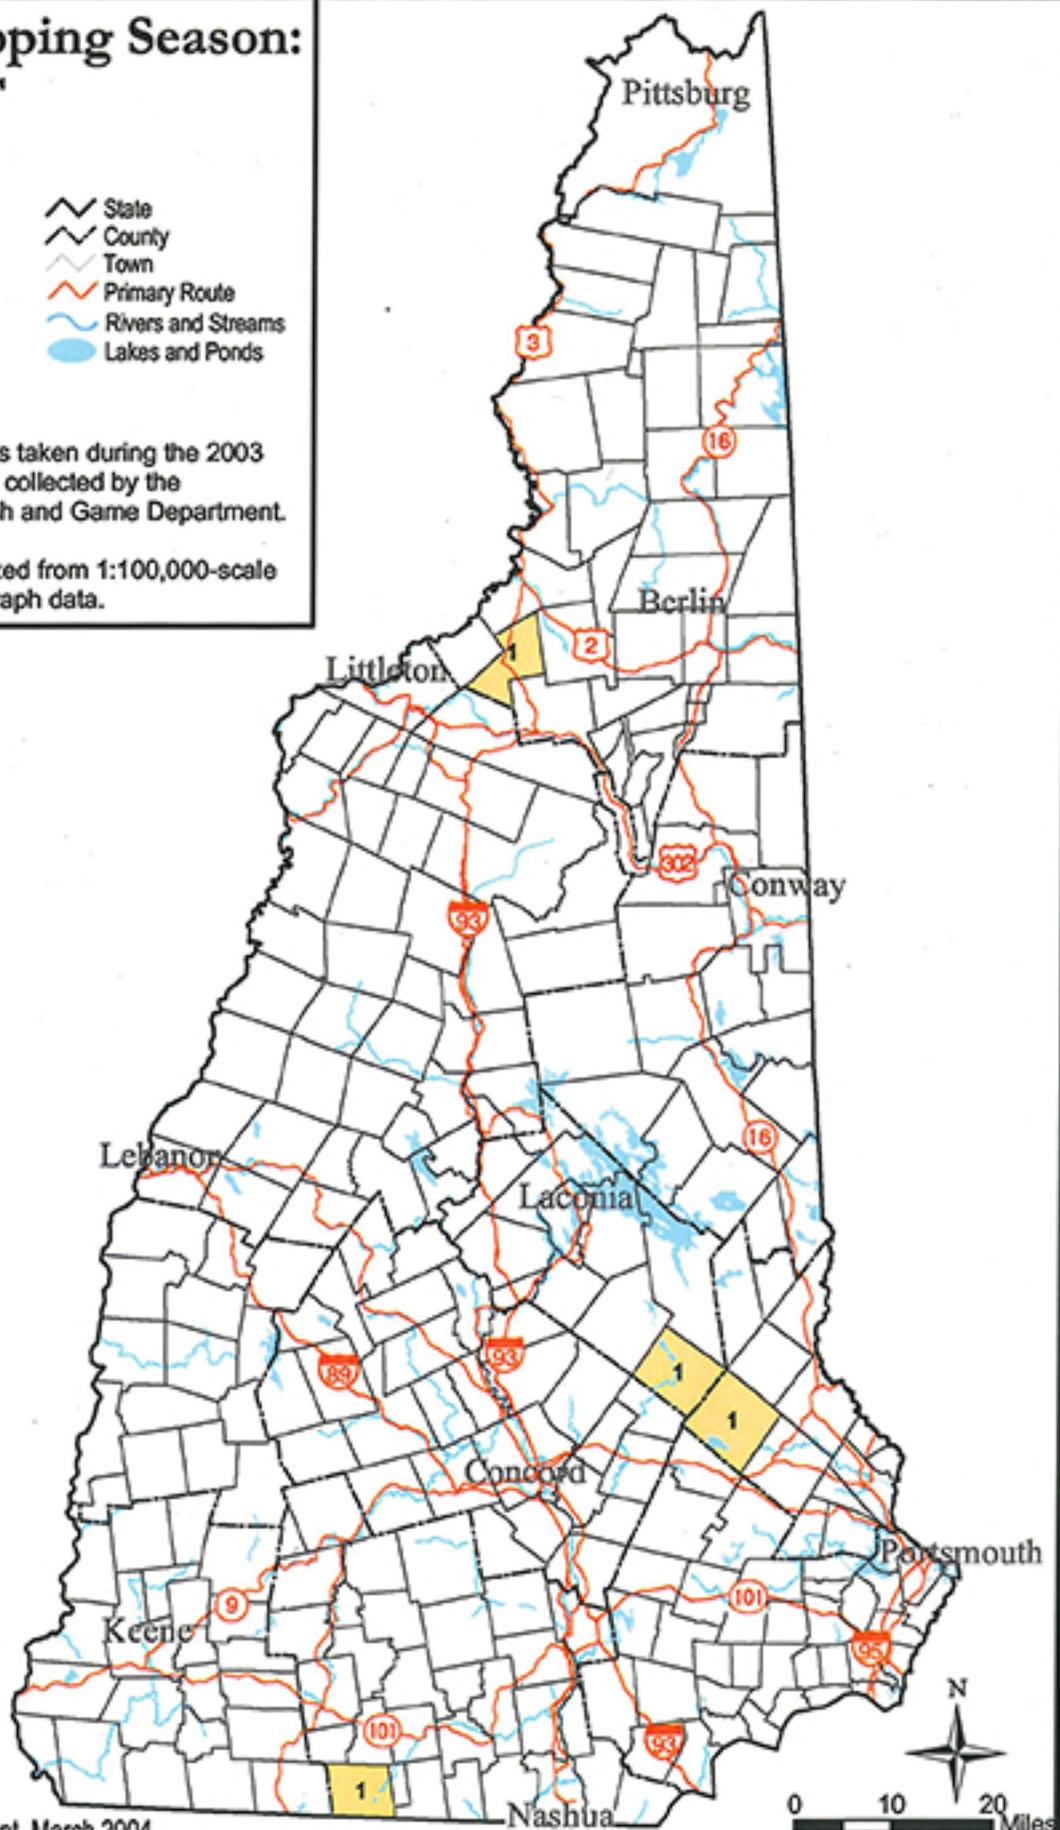 pping Season:
State
County
Town
Primary Route
Rivers and Streams
Lakes and Ponds
s taken during the 2003
collected by the
h and Game Department.
ted from 1:100,000-scale
raph data.
Pittsburg
3
16
Berlin
1
2
Littleton
302
Conway
93
16
Lebanon
Laconia
89
93
1
1
Concord
Portsmouth
9
101
Keene
95
N
101
93
1
0 10 20
Nashua
Miles
nt, March 2004